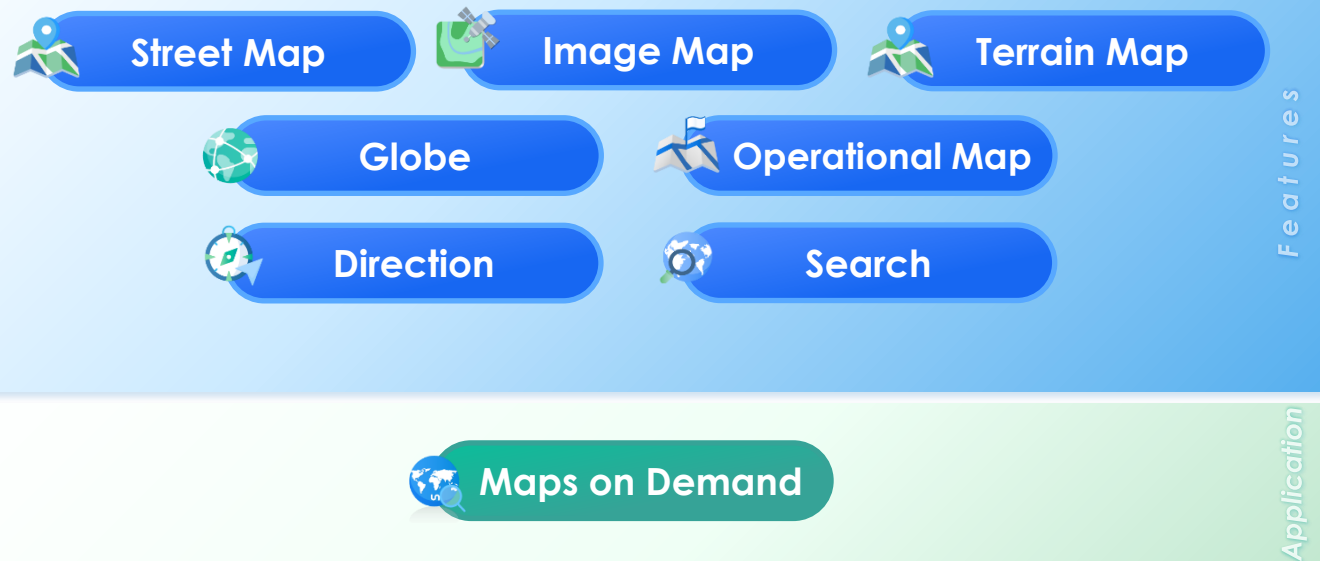 Street Map
Image Map
Terrain Map
Globe
Operational Map
Direction
Search
Features
Maps on Demand
Application